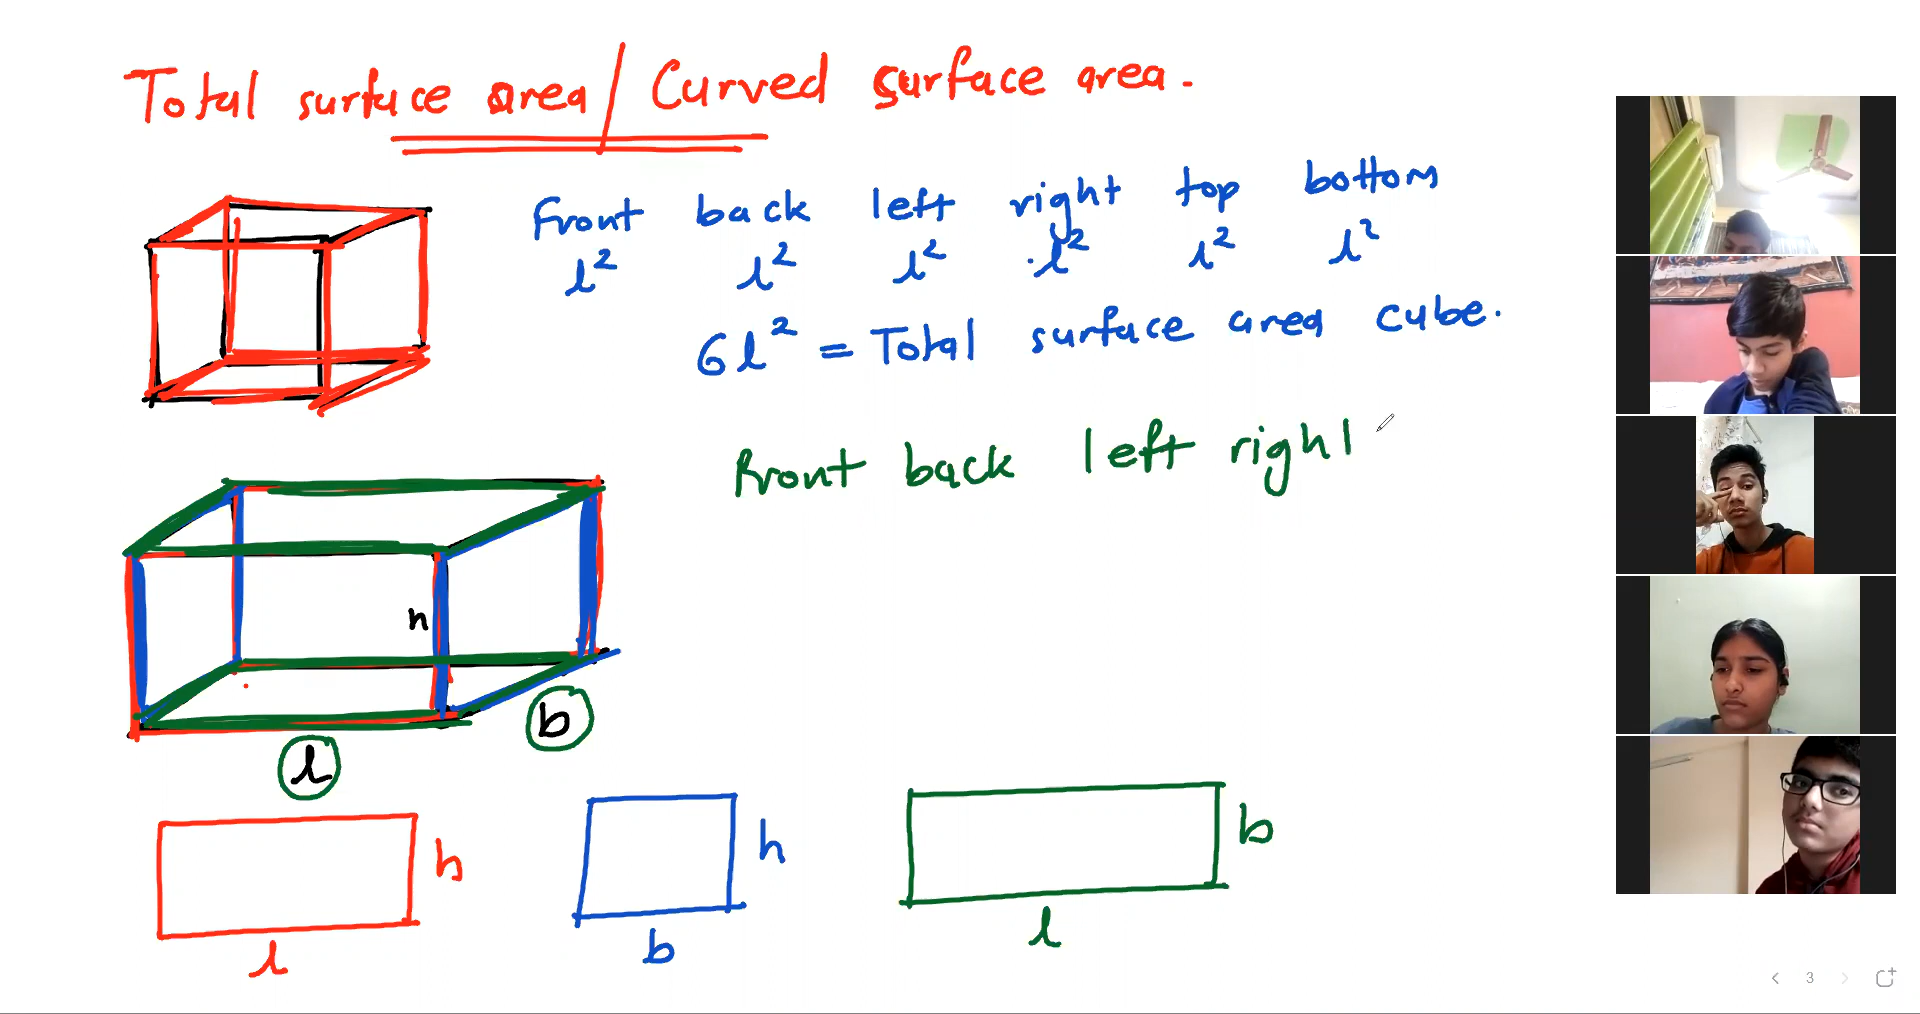 Total surface area / Curved surface area.
Front back left right top bottom
l² l² l² l² l² l²
6l² = Total surface area cube.
Front back left right
h
b
l
h
h
b
l
b
l
3